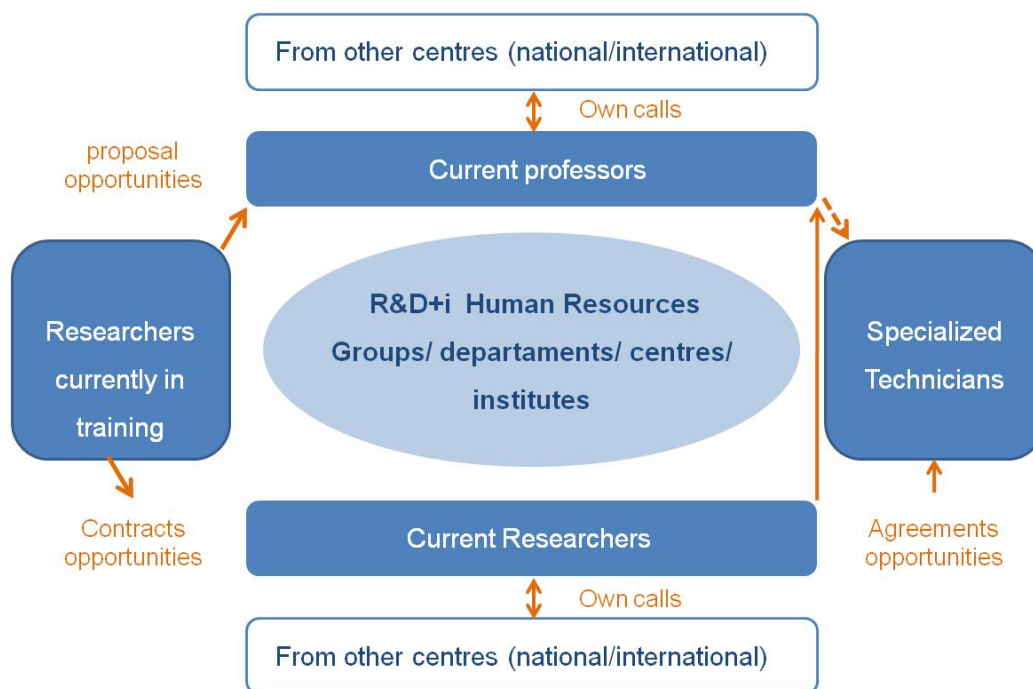 From other centres (national/international)
Own calls
proposal
opportunities
Current professors
Researchers
currently in
training
R&D+i Human Resources
Groups/ departaments/ centres/
institutes
Specialized
Technicians
Contracts
opportunities
Current Researchers
Agreements
opportunities
Own calls
From other centres (national/international)